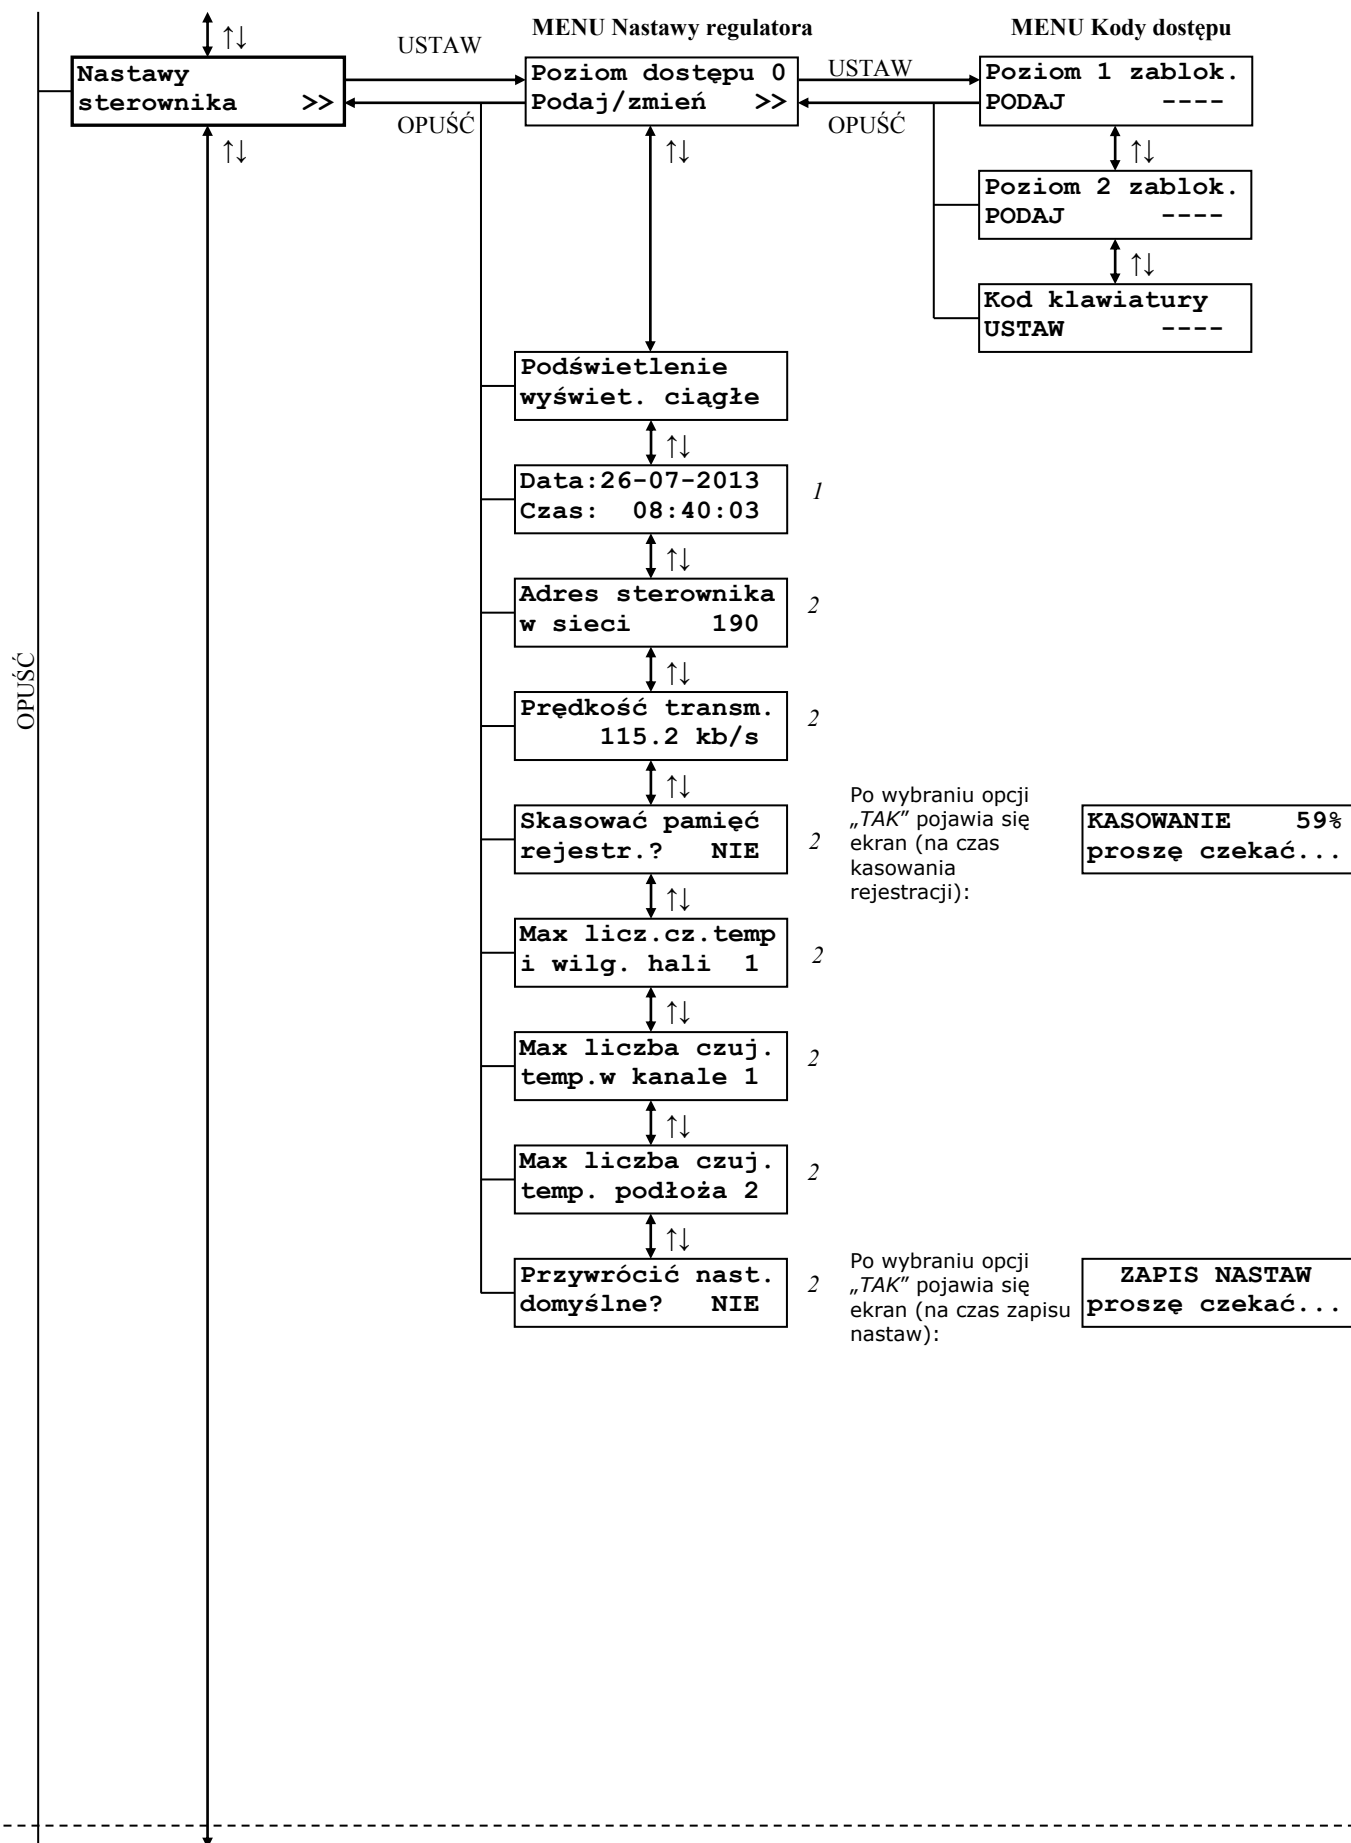 MENU Nastawy regulatora
MENU Kody dostępu
↑↓
USTAW
Nastawy
sterownika >>
Poziom dostępu 0
Podaj/zmień >>
USTAW
Poziom 1 zablok.
PODAJ ----
OPUŚĆ
OPUŚĆ
↑↓
↑↓
↑↓
Poziom 2 zablok.
PODAJ ----
↑↓
Kod klawiatury
USTAW ----
Podświetlenie
wyświet. ciągłe
↑↓
Data:26-07-2013
Czas: 08:40:03
1
↑↓
Adres sterownika
w sieci 190
2
↑↓
OPUŚĆ
Prędkość transm.
115.2 kb/s
2
↑↓
Skasować pamięć
rejestr.? NIE
2
Po wybraniu opcji
„TAK” pojawia się
ekran (na czas
kasowania
rejestracji):
KASOWANIE 59%
proszę czekać...
↑↓
Max licz.cz.temp
i wilg. hali 1
2
↑↓
Max liczba czuj.
temp.w kanale 1
2
↑↓
Max liczba czuj.
temp. podłoża 2
2
↑↓
Przywrócić nast.
domyślne? NIE
2
Po wybraniu opcji
„TAK” pojawia się
ekran (na czas zapisu
nastaw):
ZAPIS NASTAW
proszę czekać...